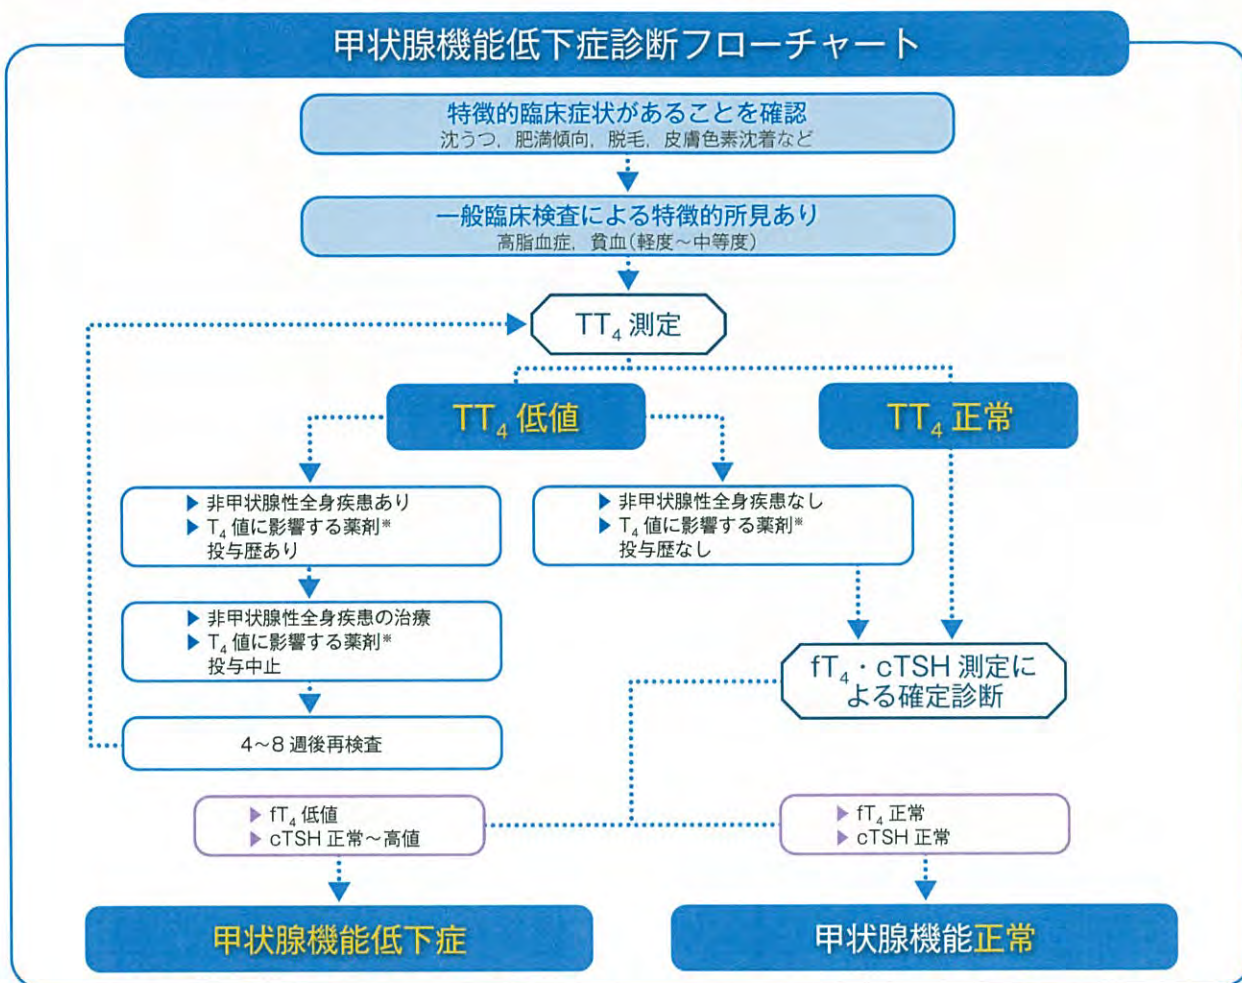 甲状腺機能低下症診断フローチャート
特徴的臨床症状があることを確認
沈うつ，肥満傾向，脱毛，皮膚色素沈着など
一般臨床検査による特徴的所見あり
高脂血症，貧血(軽度～中等度)
TT₄ 測定
TT₄ 低値
TT₄ 正常
▶ 非甲状腺性全身疾患あり
▶ T₄ 値に影響する薬剤※
投与歴あり
▶ 非甲状腺性全身疾患なし
▶ T₄ 値に影響する薬剤※
投与歴なし
▶ 非甲状腺性全身疾患の治療
▶ T₄ 値に影響する薬剤※
投与中止
fT₄・cTSH 測定に
よる確定診断
4～8 週後再検査
▶ fT₄ 低値
▶ cTSH 正常～高値
▶ fT₄ 正常
▶ cTSH 正常
甲状腺機能低下症
甲状腺機能正常